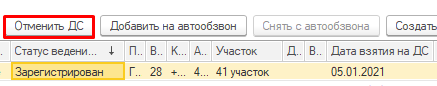 Отменить ДС Добавить на автообзвон Снять с автообзвона Создать
Статус ведени... ↓ П... В... К... А... Участок Д... В... Дата взятия на ДС
Зарегистрирован Г... 28 +... 4... 41 участок 05.01.2021